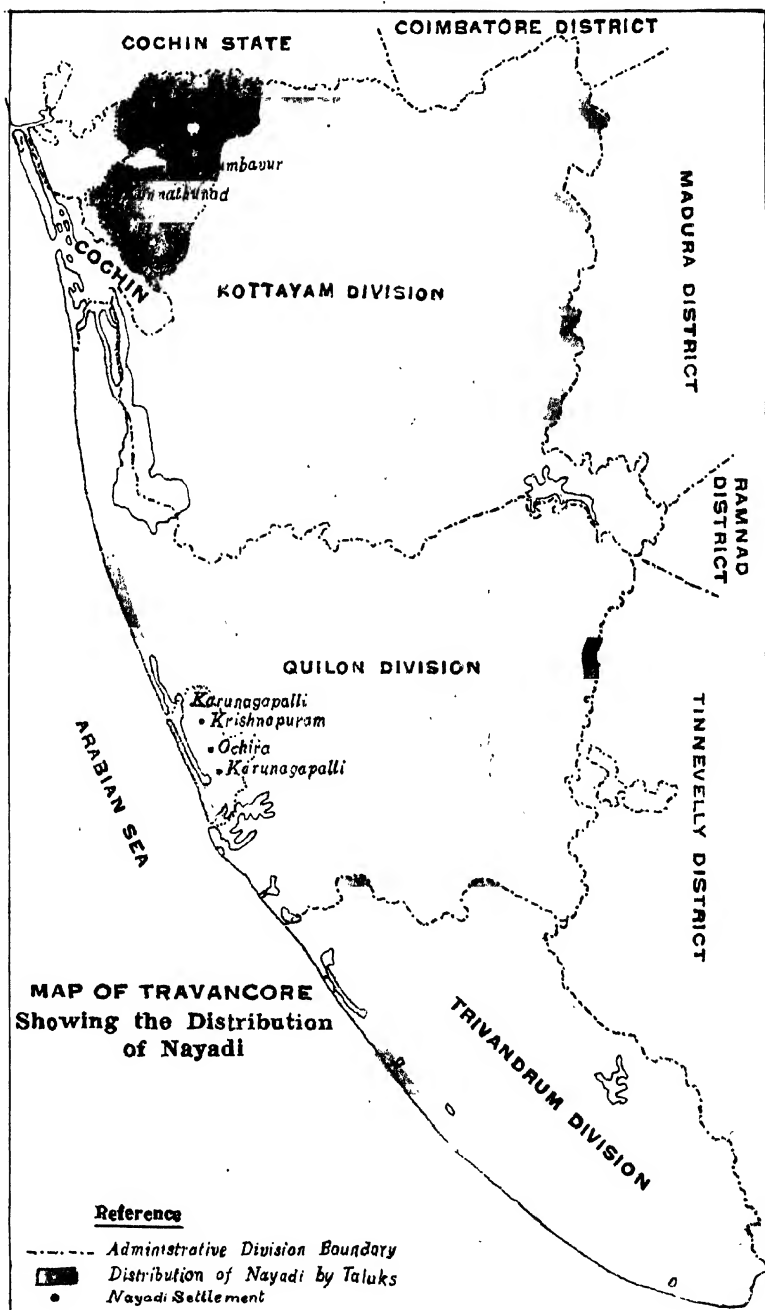 COCHIN STATE
COIMBATORE DISTRICT
MADURA DISTRICT
COCHIN
KOTTAYAM DIVISION
RAMNAD
DISTRICT
QUILON DIVISION
Karunagapalli
Krishnapuram
Ochira
Karunagapalli
ARABIAN SEA
TINNEVELLY DISTRICT
MAP OF TRAVANCORE
Showing the Distribution
of Nayadi
TRIVANDRUM DIVISION
Reference
Administrative Division Boundary
Distribution of Nayadi by Taluks
Nayadi Settlement